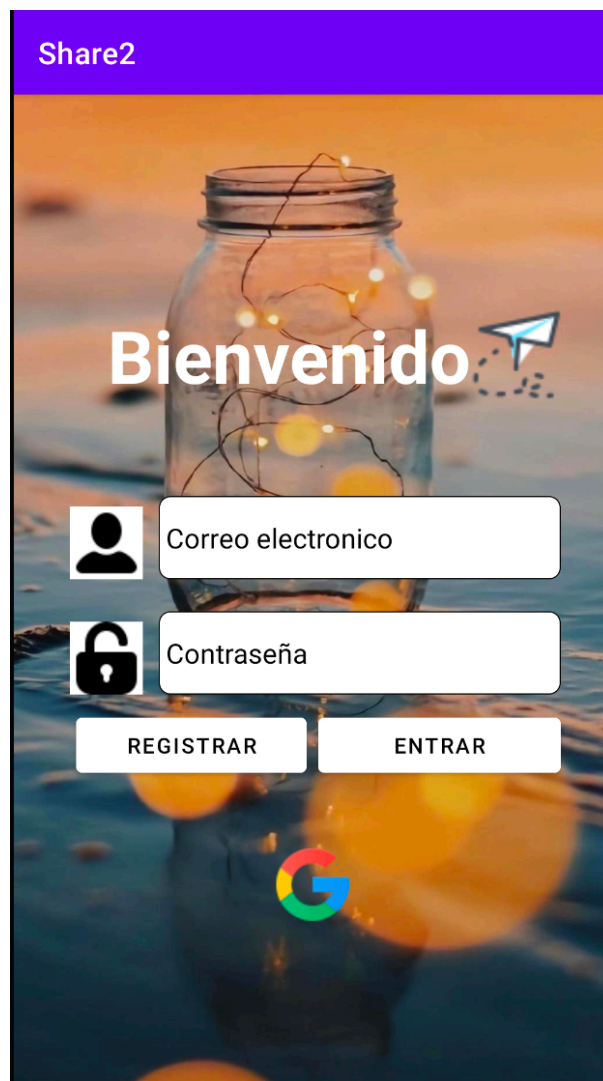 Share2
Bienvenido
Correo electronico
Contraseña
REGISTRAR ENTRAR